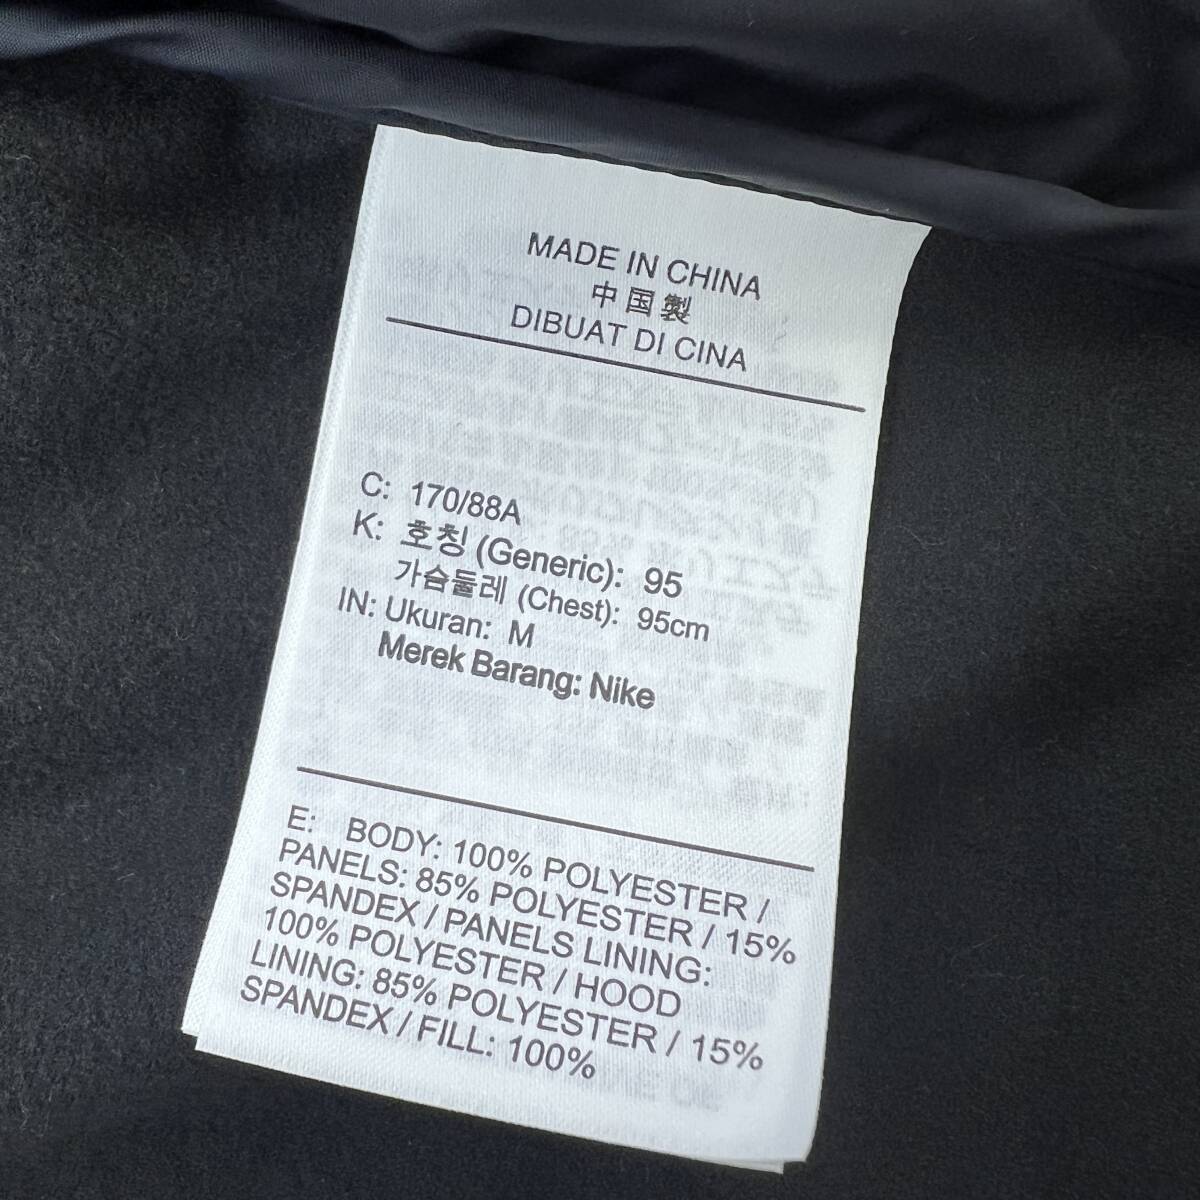 MADE IN CHINA
中国製
DIBUAT DI CINA
C: 170/88A
K: 호칭 (Generic): 95
가슴둘레 (Chest): 95cm
IN: Ukuran: M
Merek Barang: Nike
E: BODY: 100% POLYESTER /
PANELS: 85% POLYESTER / 15%
SPANDEX / PANELS LINING:
100% POLYESTER / HOOD
LINING: 85% POLYESTER / 15%
SPANDEX / FILL: 100%